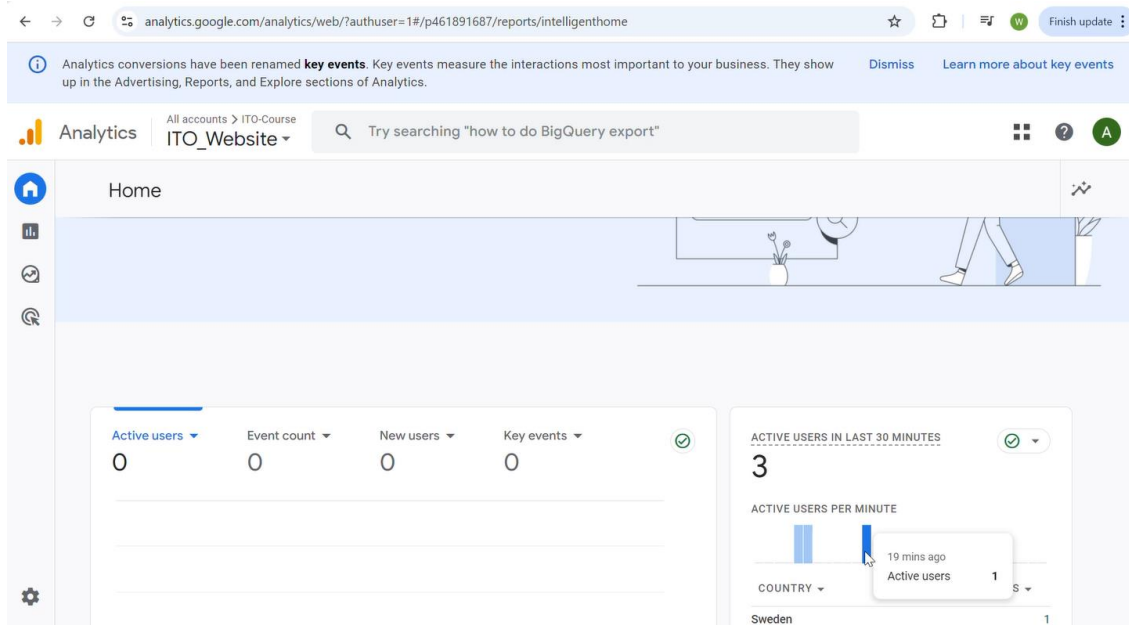 analytics.google.com/analytics/web/?authuser=1#/p461891687/reports/intelligenthome
W
Finish update
Analytics conversions have been renamed key events. Key events measure the interactions most important to your business. They show
up in the Advertising, Reports, and Explore sections of Analytics.
Dismiss
Learn more about key events
Analytics
All accounts > ITO-Course
ITO_Website
Try searching "how to do BigQuery export"
A
Home
Active users
Event count
New users
Key events
0
0
0
0
ACTIVE USERS IN LAST 30 MINUTES
3
ACTIVE USERS PER MINUTE
19 mins ago
Active users 1
COUNTRY
S
Sweden 1